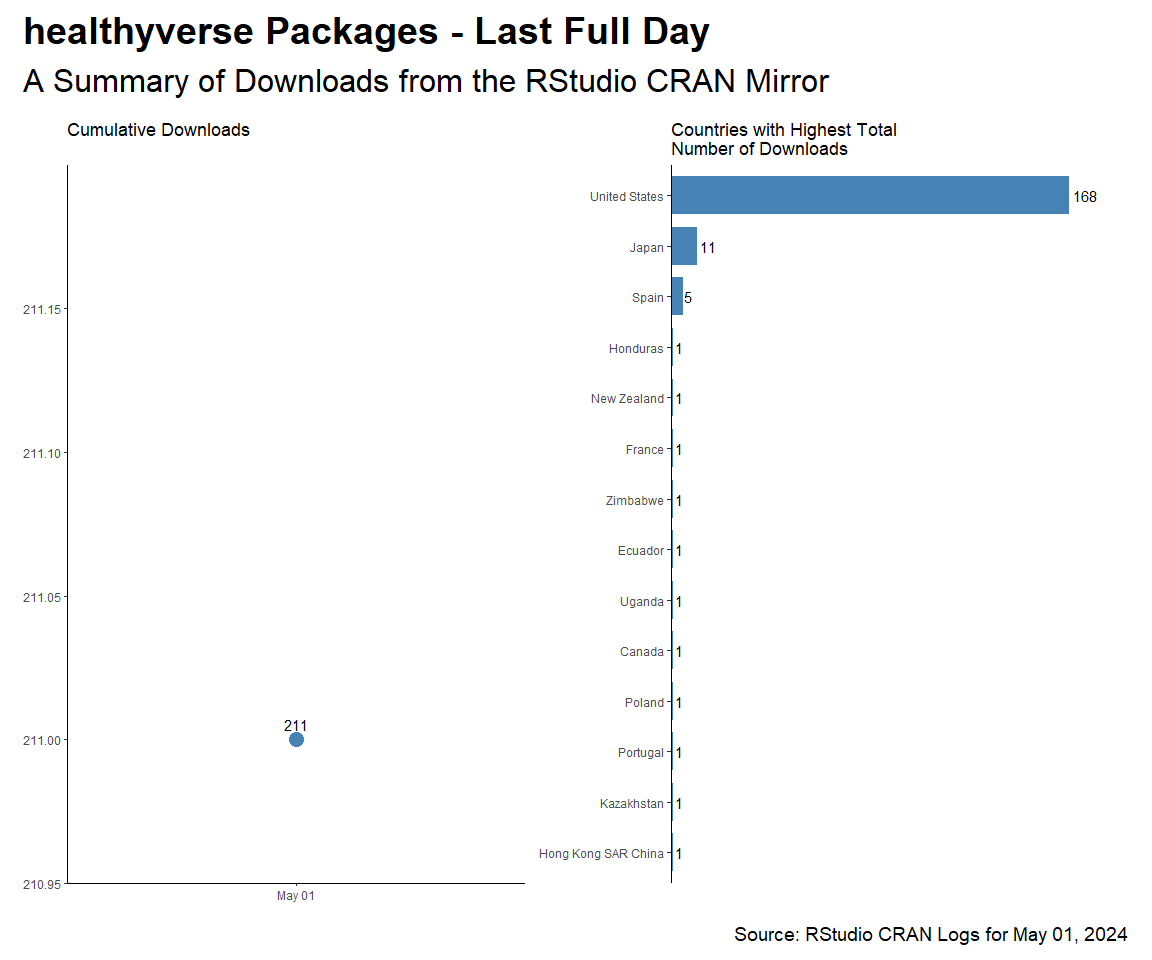 healthyverse Packages - Last Full Day
A Summary of Downloads from the RStudio CRAN Mirror
Cumulative Downloads
211.15
211.10
211.05
211.00
210.95
211
May 01
Countries with Highest Total
Number of Downloads
United States 168
Japan 11
Spain 5
Honduras 1
New Zealand 1
France 1
Zimbabwe 1
Ecuador 1
Uganda 1
Canada 1
Poland 1
Portugal 1
Kazakhstan 1
Hong Kong SAR China 1
Source: RStudio CRAN Logs for May 01, 2024